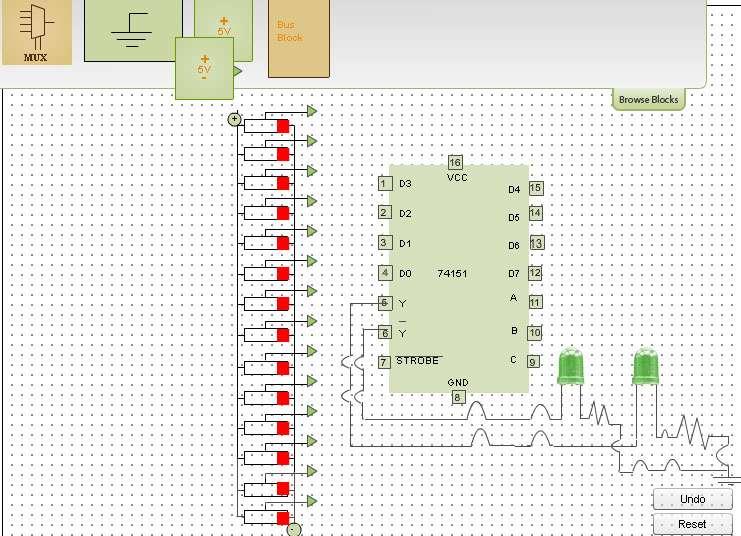 MUX
+
5V
+
5V
-
Bus
Block
Browse Blocks
+
16
VCC
1 D3
D4 15
2 D2
D5 14
3 D1
D6 13
4 D0
74151
D7 12
5 Y
A 11
6 Y
B 10
7 STROBE
C 9
GND
8
-
Undo
Reset